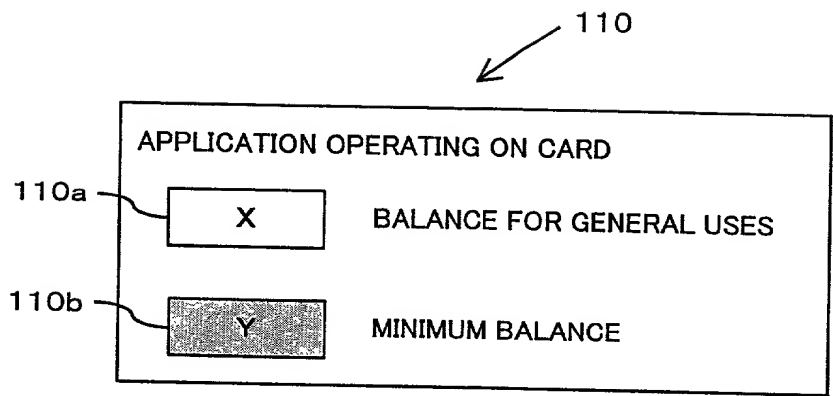 110
APPLICATION OPERATING ON CARD
110a X BALANCE FOR GENERAL USES
110b Y MINIMUM BALANCE